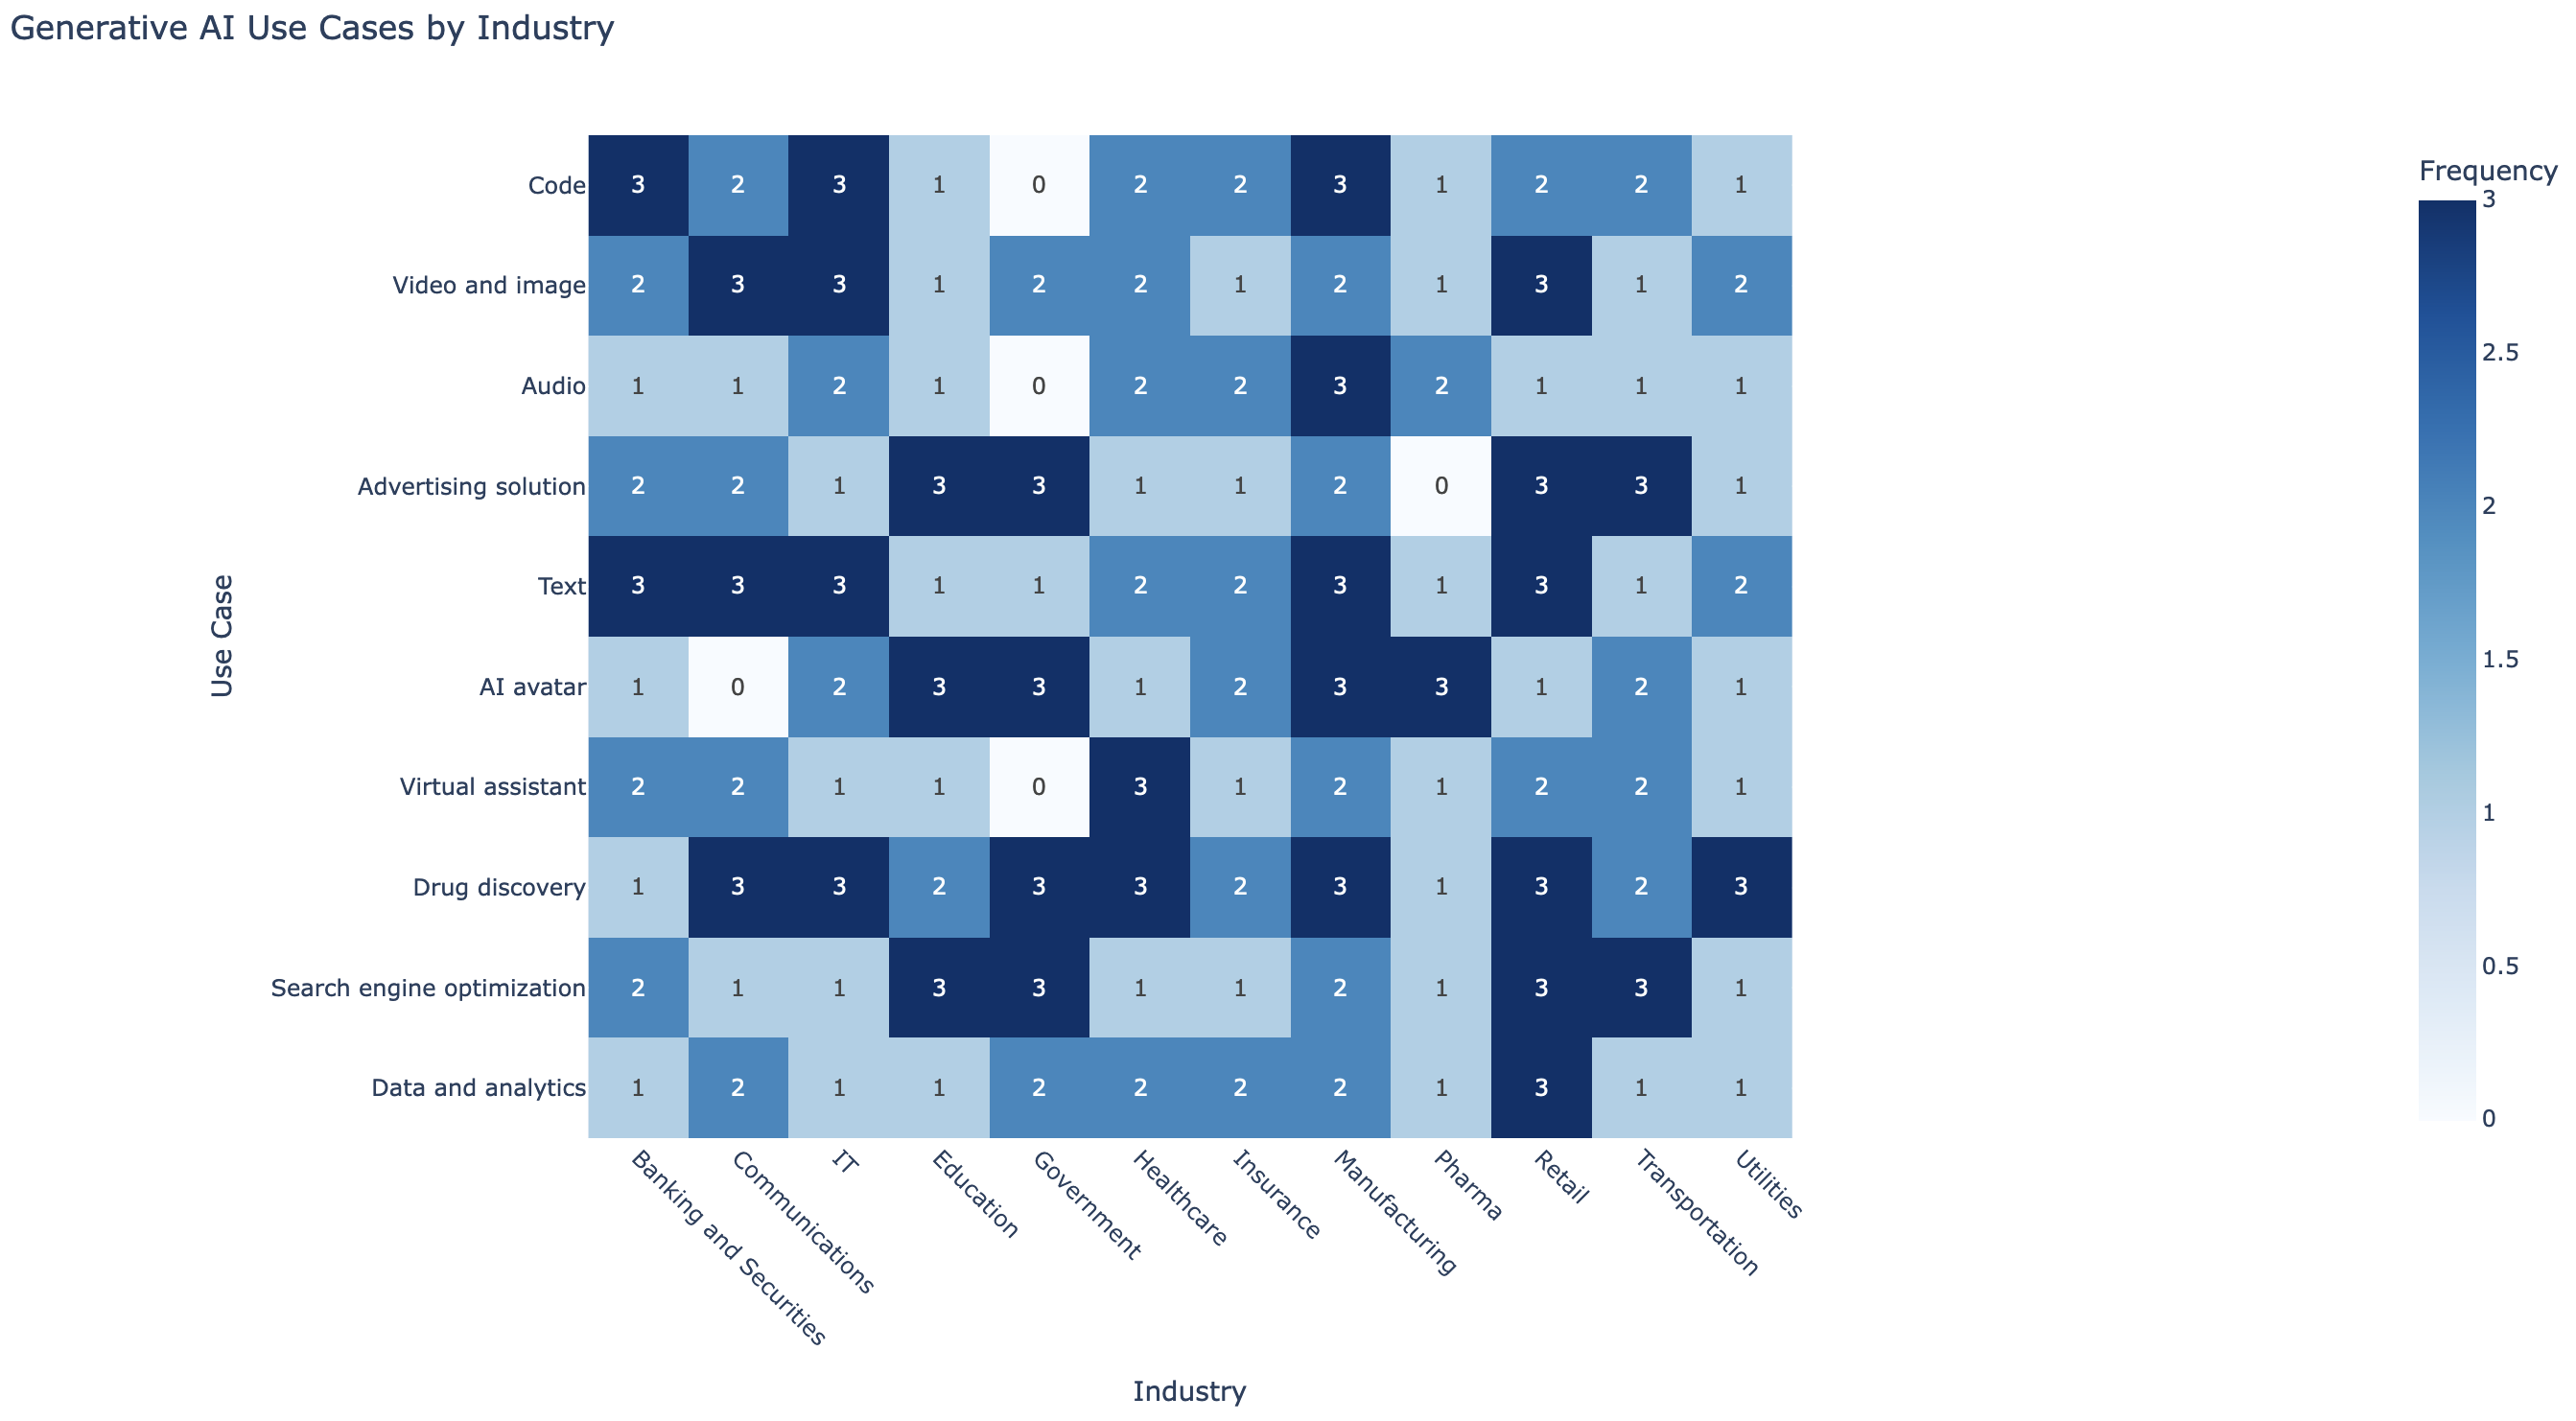 Generative AI Use Cases by Industry
Frequency
Code 3 2 3 1 0 2 2 3 1 2 2 1
Video and image 2 3 3 1 2 2 1 2 1 3 1 2
Audio 1 1 2 1 0 2 2 3 2 1 1 1
Advertising solution 2 2 1 3 3 1 1 2 0 3 3 1
Text 3 3 3 1 1 2 2 3 1 3 1 2
AI avatar 1 0 2 3 3 1 2 3 3 1 2 1
Virtual assistant 2 2 1 1 0 3 1 2 1 2 2 1
Drug discovery 1 3 3 2 3 3 2 3 1 3 2 3
Search engine optimization 2 1 1 3 3 1 1 2 1 3 3 1
Data and analytics 1 2 1 1 2 2 2 2 1 3 1 1
Use Case
Banking and Securities
Communications
IT
Education
Government
Healthcare
Insurance
Manufacturing
Pharma
Retail
Transportation
Utilities
Industry
3
2.5
2
1.5
1
0.5
0